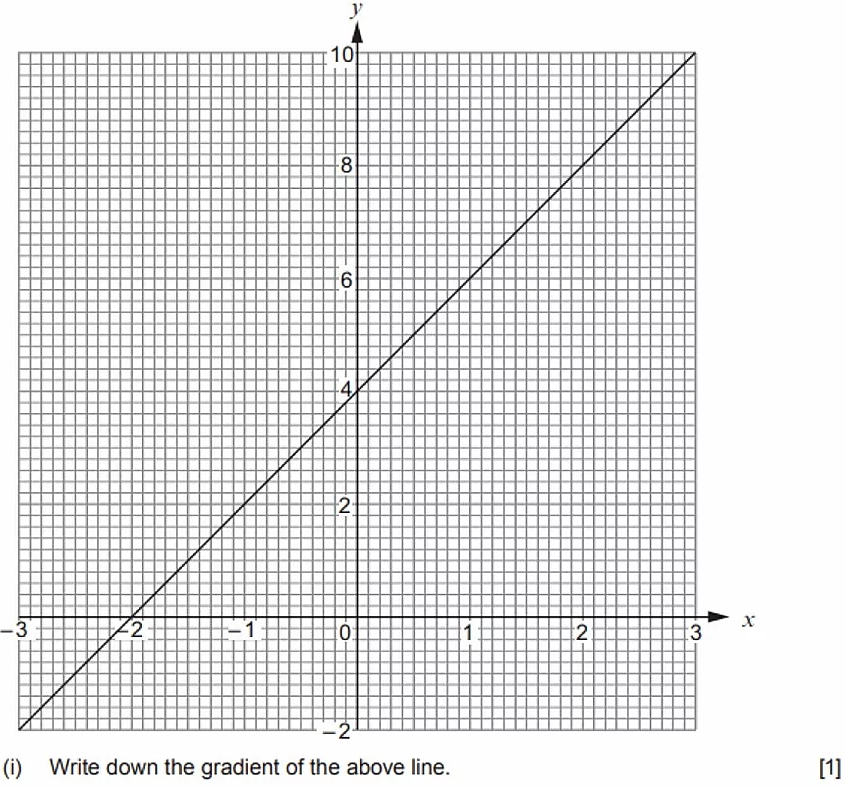 y
10
8
6
4
2
−3 −2 −1 0 1 2 3 x
−2
(i) Write down the gradient of the above line. [1]